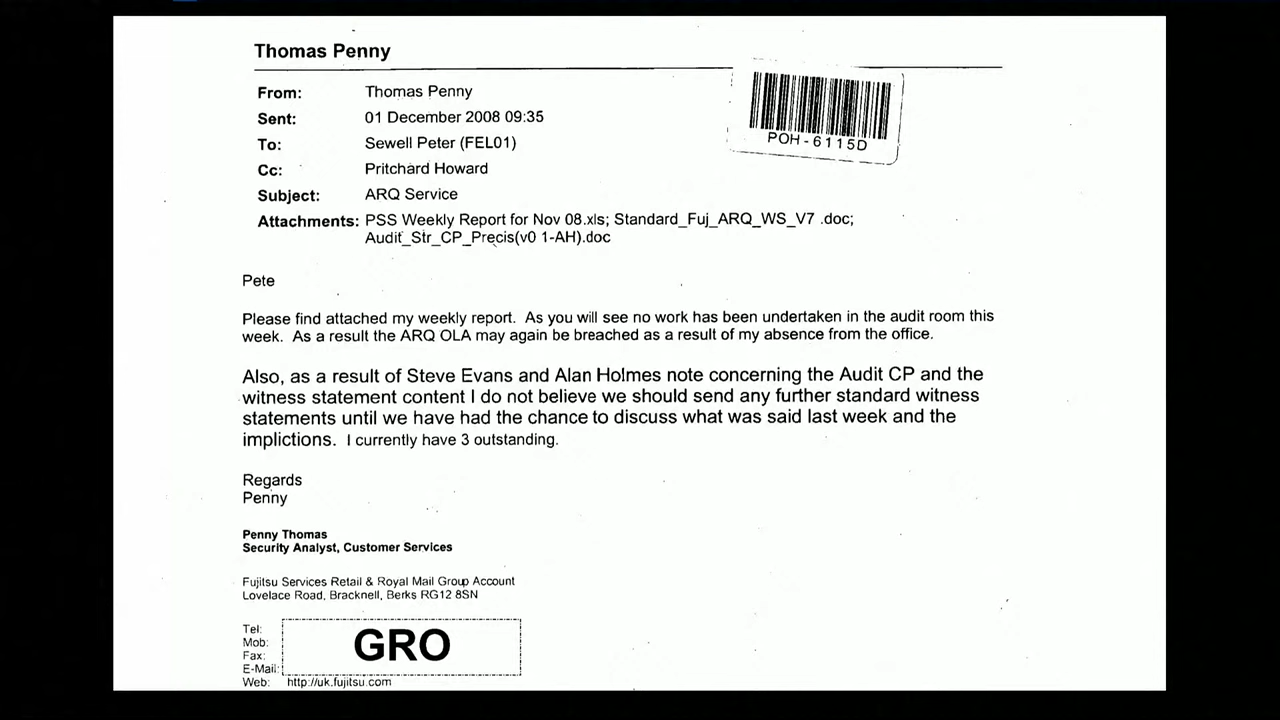 Thomas Penny
From: Thomas Penny
Sent: 01 December 2008 09:35
To: Sewell Peter (FEL01)
Cc: Pritchard Howard
Subject: ARQ Service
Attachments: PSS Weekly Report for Nov 08.xls; Standard_Fuj_ARQ_WS_V7 .doc;
Audit_Str_CP_Precis(v0 1-AH).doc
POH-6115D
Pete
Please find attached my weekly report. As you will see no work has been undertaken in the audit room this
week. As a result the ARQ OLA may again be breached as a result of my absence from the office.
Also, as a result of Steve Evans and Alan Holmes note concerning the Audit CP and the
witness statement content I do not believe we should send any further standard witness
statements until we have had the chance to discuss what was said last week and the
implictions. I currently have 3 outstanding.
Regards
Penny
Penny Thomas
Security Analyst, Customer Services
Fujitsu Services Retail & Royal Mail Group Account
Lovelace Road, Bracknell, Berks RG12 8SN
Tel:
Mob:
Fax:
E-Mail:
GRO
Web: http://uk.fujitsu.com